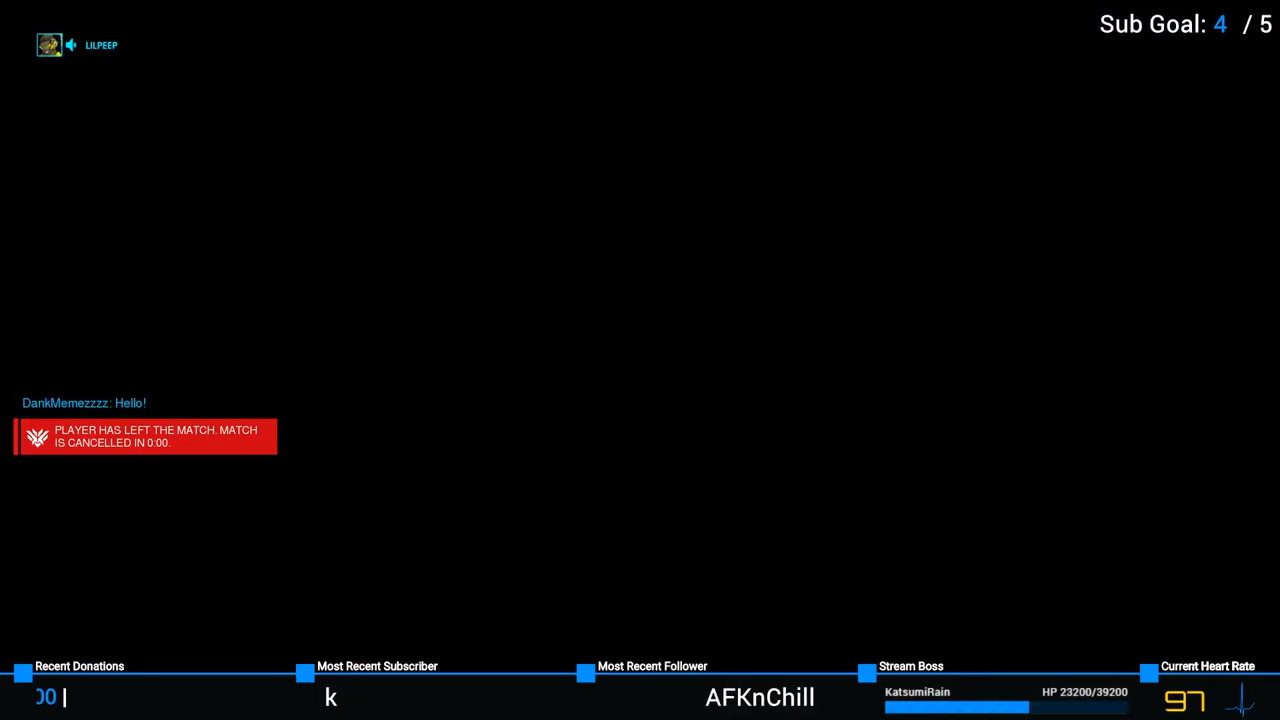 Sub Goal: 4 / 5
LILPEEP
DankMemezzzz: Hello!
PLAYER HAS LEFT THE MATCH. MATCH
IS CANCELLED IN 0:00.
Recent Donations
Most Recent Subscriber
Most Recent Follower
Stream Boss
Current Heart Rate
00 |
k
AFKnChill
KatsumiRain
HP 23200/39200
97